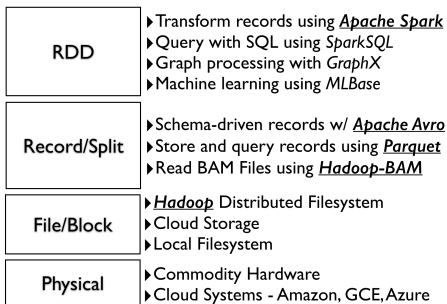 RDD
▸Transform records using Apache Spark
▸Query with SQL using SparkSQL
▸Graph processing with GraphX
▸Machine learning using MLBase
Record/Split
▸Schema-driven records w/ Apache Avro
▸Store and query records using Parquet
▸Read BAM Files using Hadoop-BAM
File/Block
▸Hadoop Distributed Filesystem
▸Cloud Storage
▸Local Filesystem
Physical
▸Commodity Hardware
▸Cloud Systems - Amazon, GCE, Azure